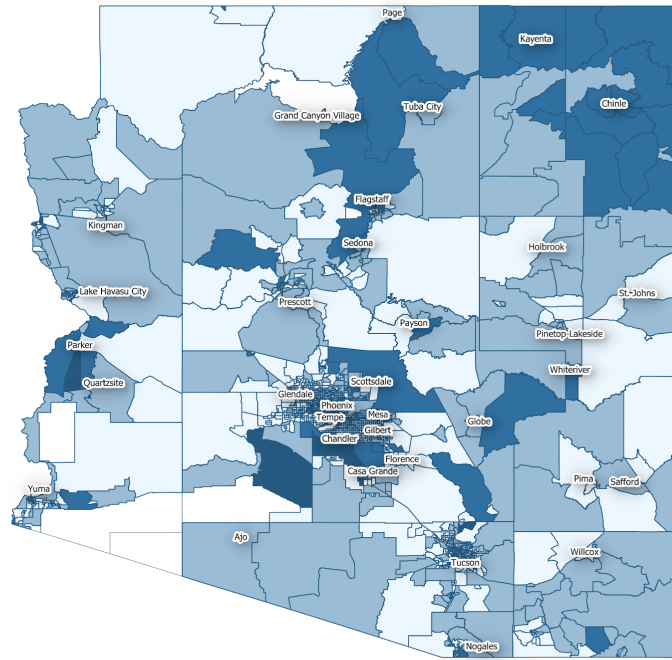 Page
Kayenta
Tuba City
Chinle
Grand Canyon Village
Flagstaff
Kingman
Sedona
Holbrook
Lake Havasu City
St. Johns
Prescott
Payson
Pinetop-Lakeside
Parker
Whiteriver
Quartzsite
Scottsdale
Glendale
Phoenix
Mesa
Tempe
Globe
Gilbert
Chandler
Florence
Casa Grande
Pima
Safford
Yuma
Ajo
Willcox
Tucson
Nogales